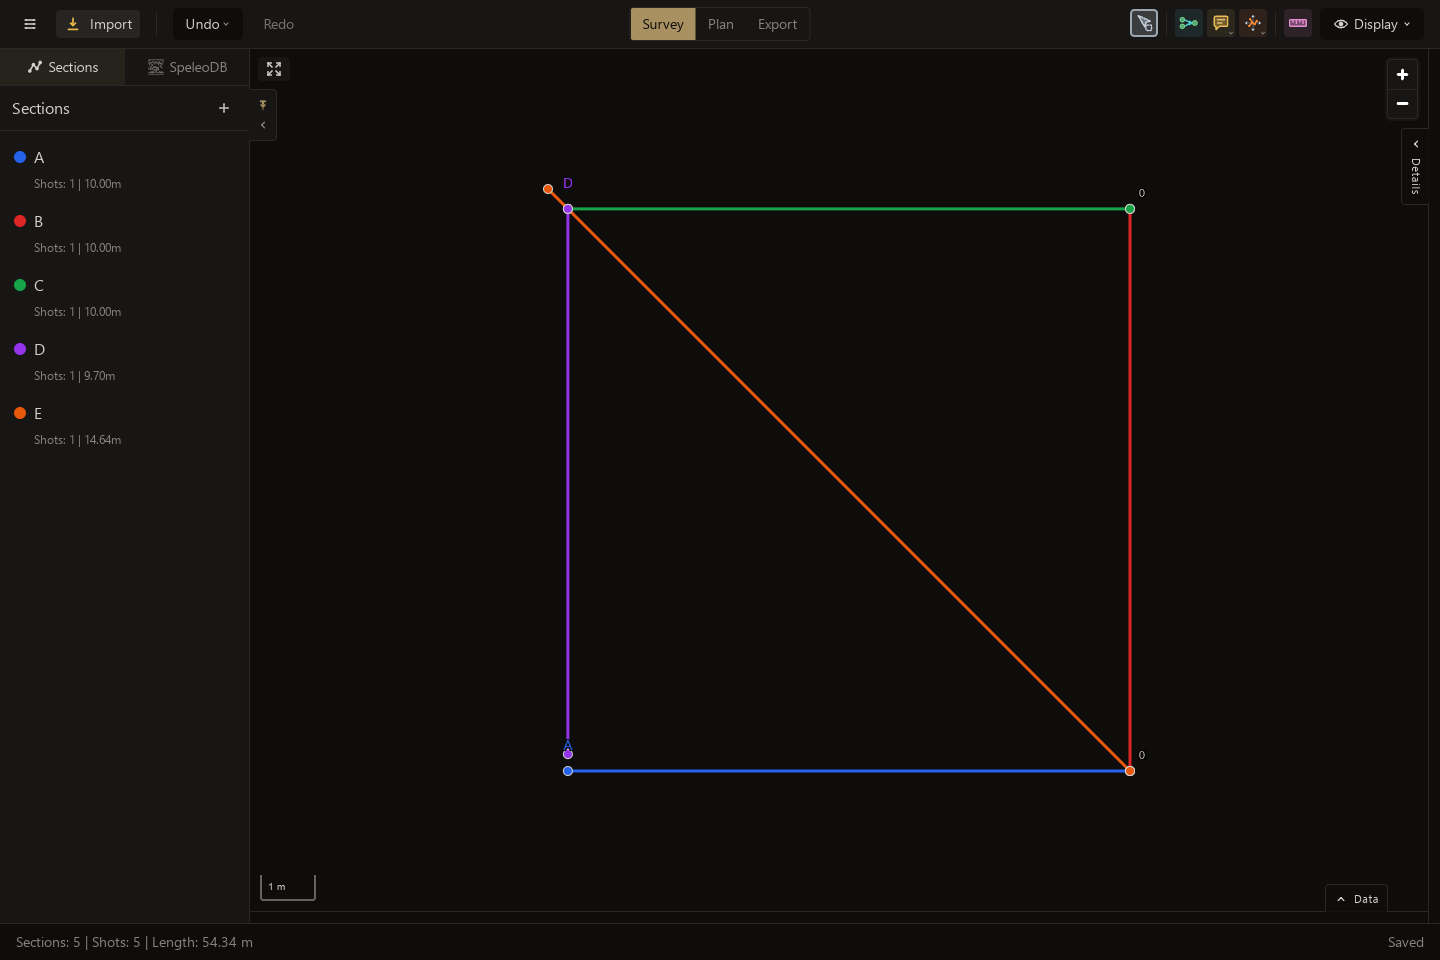 Import
Undo
Redo
Survey
Plan
Export
Display
Sections
SpeleoDB
Sections
A
Shots: 1 | 10.00m
B
Shots: 1 | 10.00m
C
Shots: 1 | 10.00m
D
Shots: 1 | 9.70m
E
Shots: 1 | 14.64m
D
0
Details
A
0
1 m
Data
Sections: 5 | Shots: 5 | Length: 54.34 m
Saved